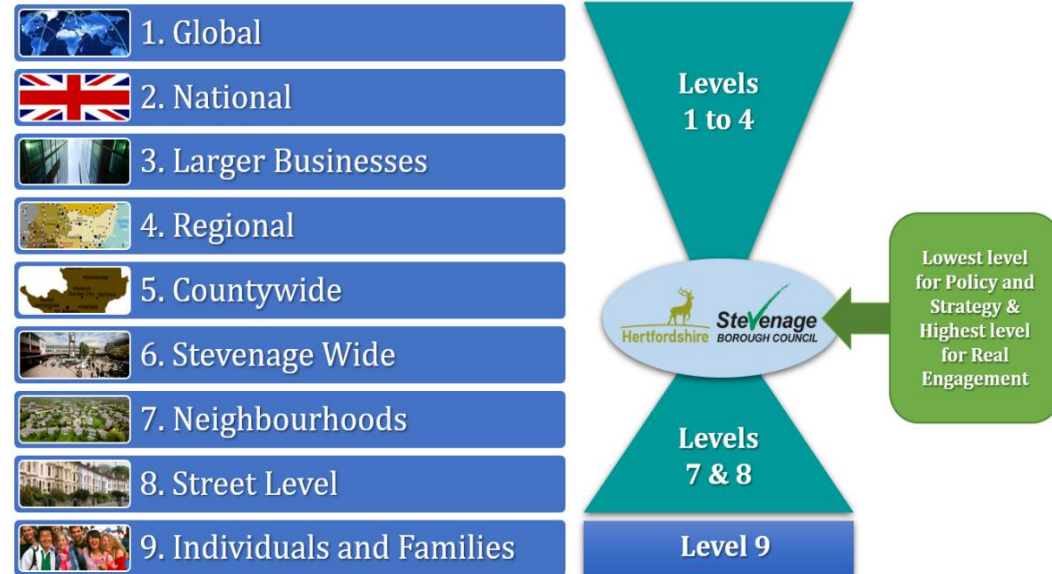 1. Global
2. National
3. Larger Businesses
4. Regional
5. Countywide
6. Stevenage Wide
7. Neighbourhoods
8. Street Level
9. Individuals and Families
Levels
1 to 4
Hertfordshire
Stevenage
BOROUGH COUNCIL
Levels
7 & 8
Level 9
Lowest level
for Policy and
Strategy &
Highest level
for Real
Engagement